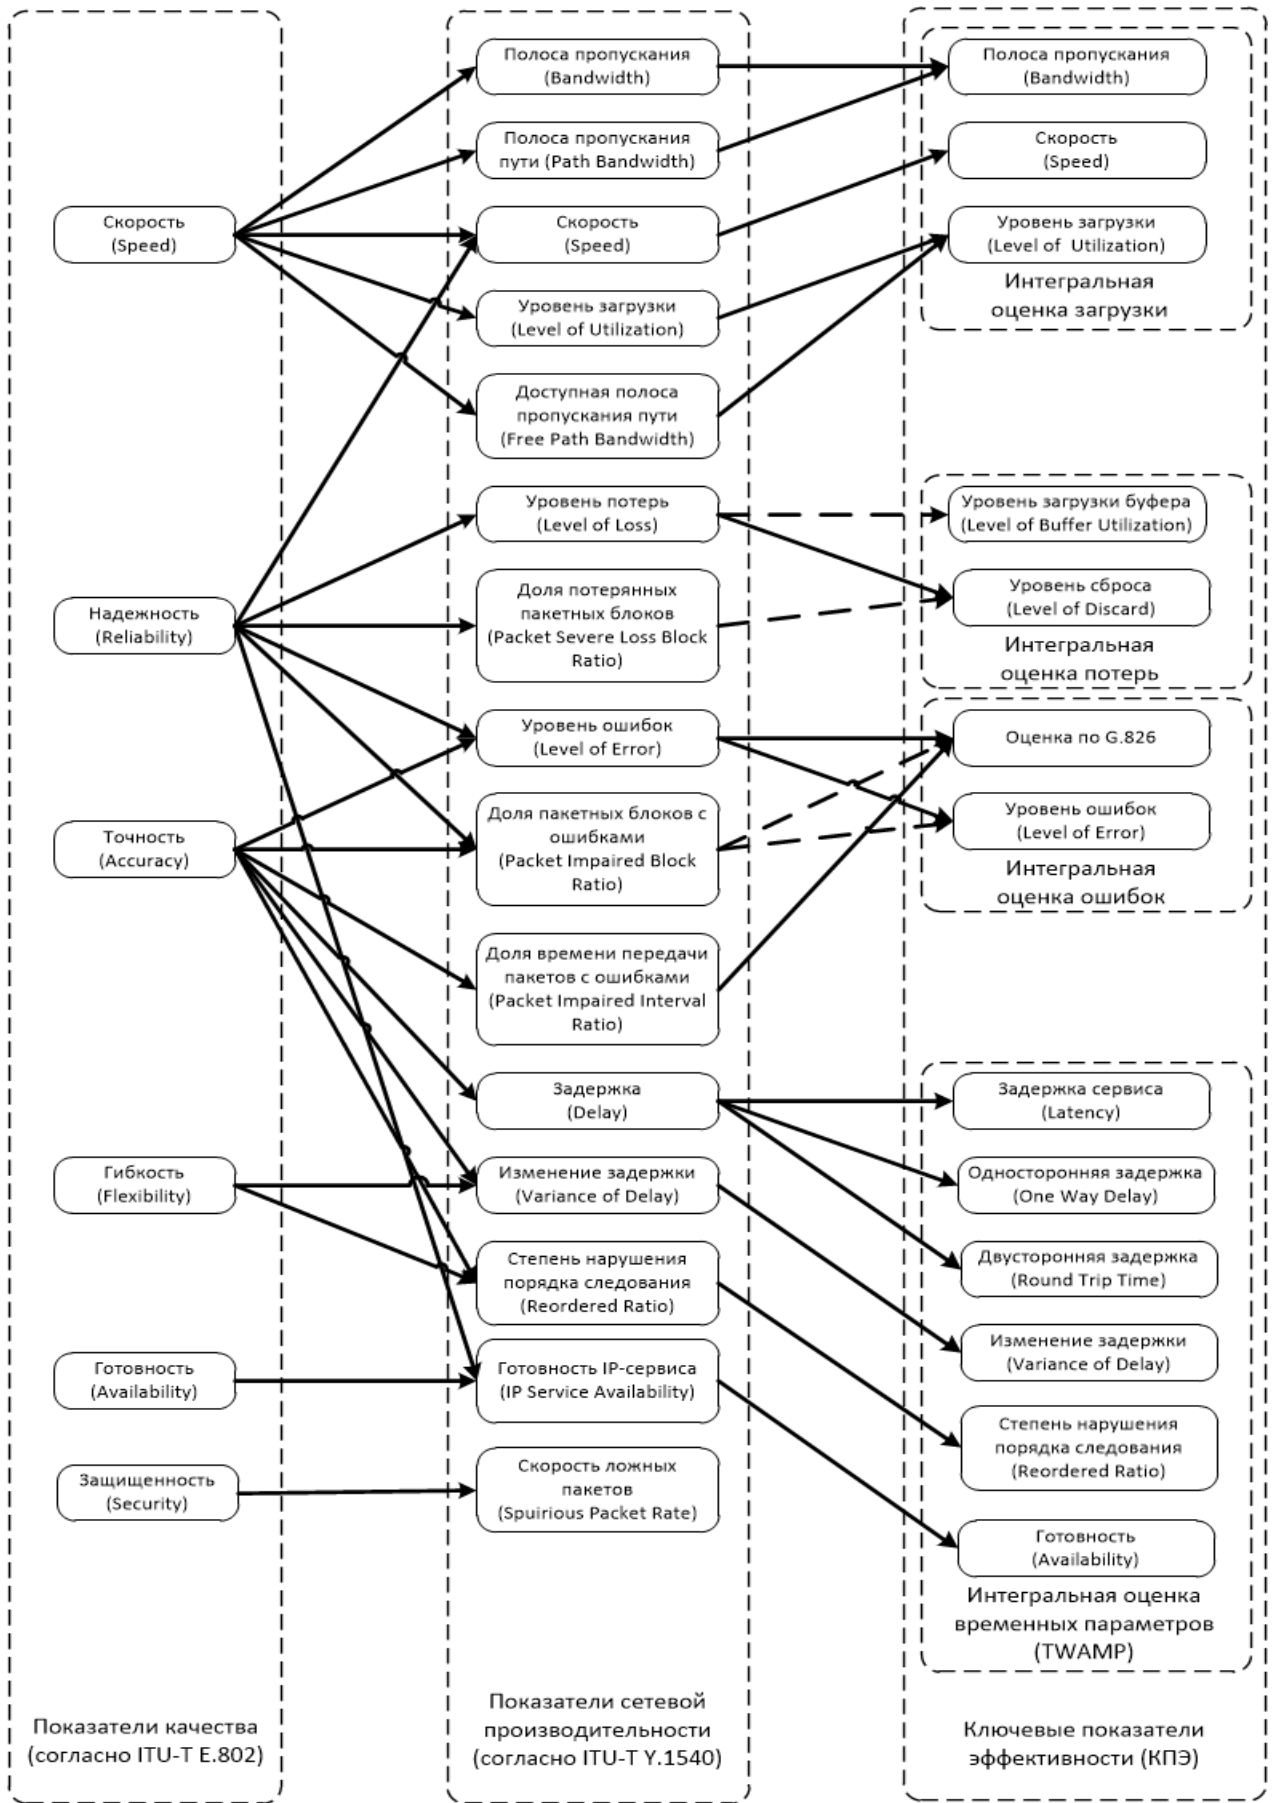 Скорость
(Speed)
Надежность
(Reliability)
Точность
(Accuracy)
Гибкость
(Flexibility)
Готовность
(Availability)
Защищенность
(Security)
Показатели качества
(согласно ITU-T E.802)
Полоса пропускания
(Bandwidth)
Полоса пропускания
пути (Path Bandwidth)
Скорость
(Speed)
Уровень загрузки
(Level of Utilization)
Доступная полоса
пропускания пути
(Free Path Bandwidth)
Уровень потерь
(Level of Loss)
Доля потерянных
пакетных блоков
(Packet Severe Loss Block
Ratio)
Уровень ошибок
(Level of Error)
Доля пакетных блоков с
ошибками
(Packet Impaired Block
Ratio)
Доля времени передачи
пакетов с ошибками
(Packet Impaired Interval
Ratio)
Задержка
(Delay)
Изменение задержки
(Variance of Delay)
Степень нарушения
порядка следования
(Reordered Ratio)
Готовность IP-сервиса
(IP Service Availability)
Скорость ложных
пакетов
(Spuirious Packet Rate)
Показатели сетевой
производительности
(согласно ITU-T Y.1540)
Полоса пропускания
(Bandwidth)
Скорость
(Speed)
Уровень загрузки
(Level of Utilization)
Интегральная
оценка загрузки
Уровень загрузки буфера
(Level of Buffer Utilization)
Уровень сброса
(Level of Discard)
Интегральная
оценка потерь
Оценка по G.826
Уровень ошибок
(Level of Error)
Интегральная
оценка ошибок
Задержка сервиса
(Latency)
Односторонняя задержка
(One Way Delay)
Двусторонняя задержка
(Round Trip Time)
Изменение задержки
(Variance of Delay)
Степень нарушения
порядка следования
(Reordered Ratio)
Готовность
(Availability)
Интегральная оценка
временных параметров
(TWAMP)
Ключевые показатели
эффективности (КПЭ)